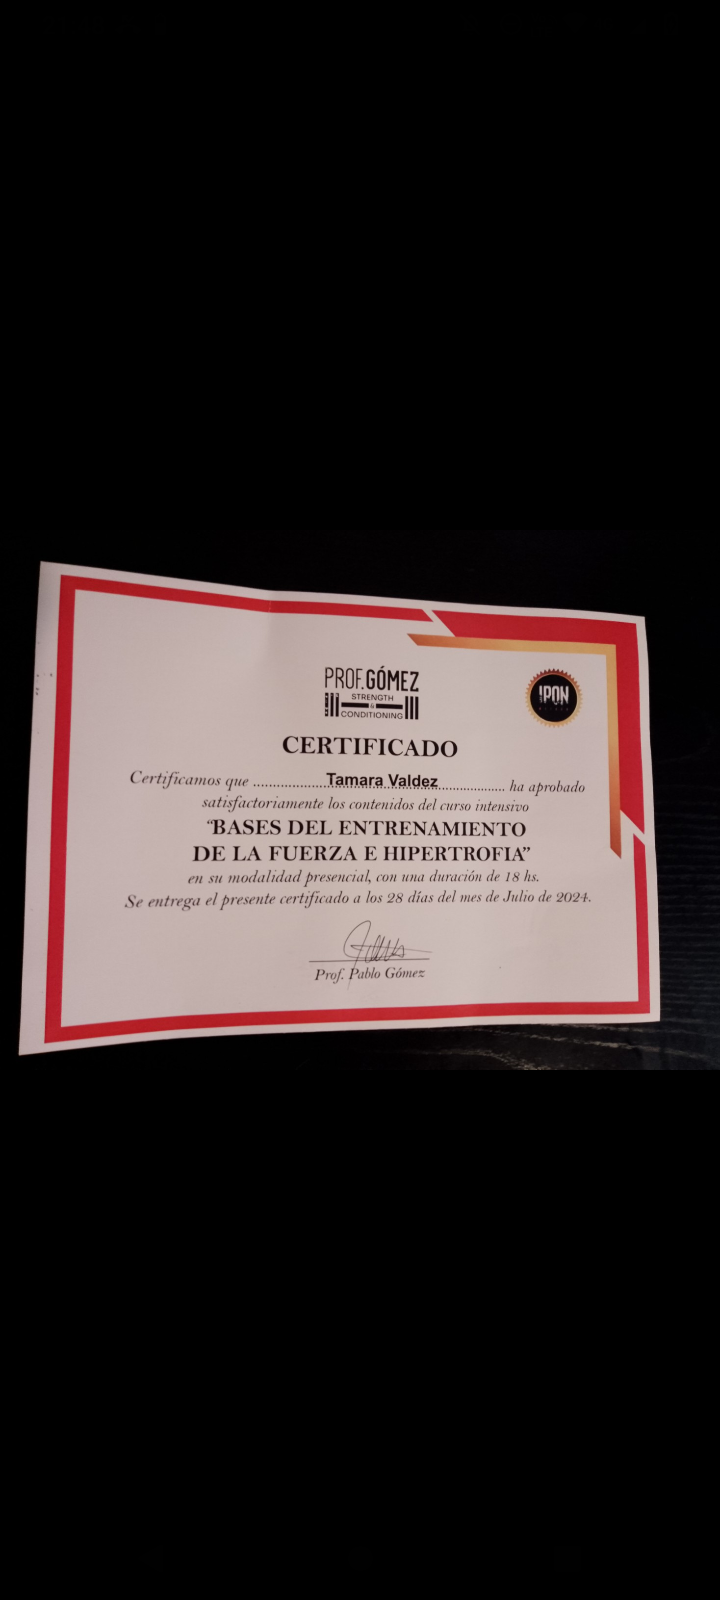 PROF.GÓMEZ
STRENGTH
&
CONDITIONING
IPON
CERTIFICADO
Certificamos que ........ Tamara Valdez ........ ha aprobado
satisfactoriamente los contenidos del curso intensivo
“BASES DEL ENTRENAMIENTO
DE LA FUERZA E HIPERTROFIA”
en su modalidad presencial, con una duración de 18 hs.
Se entrega el presente certificado a los 28 días del mes de Julio de 2024.
Prof. Pablo Gómez